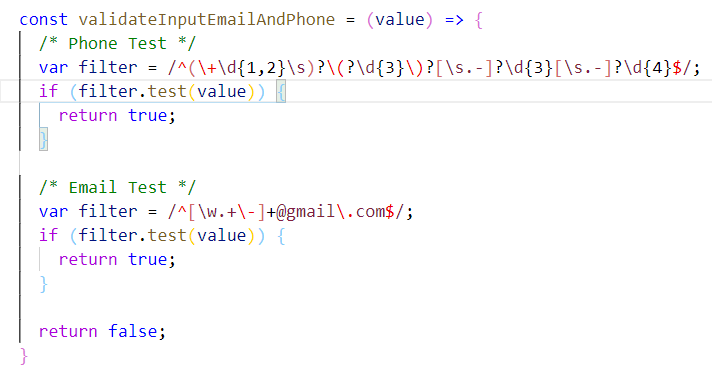 const validateInputEmailAndPhone = (value) => {
/* Phone Test */
var filter = /^(\+\d{1,2}\s)?\(?\d{3}\)?[\s.-]?\d{3}[\s.-]?\d{4}$/;
if (filter.test(value)) {
return true;
}
/* Email Test */
var filter = /^[\w.+\-]+@gmail\.com$/;
if (filter.test(value)) {
return true;
}
return false;
}